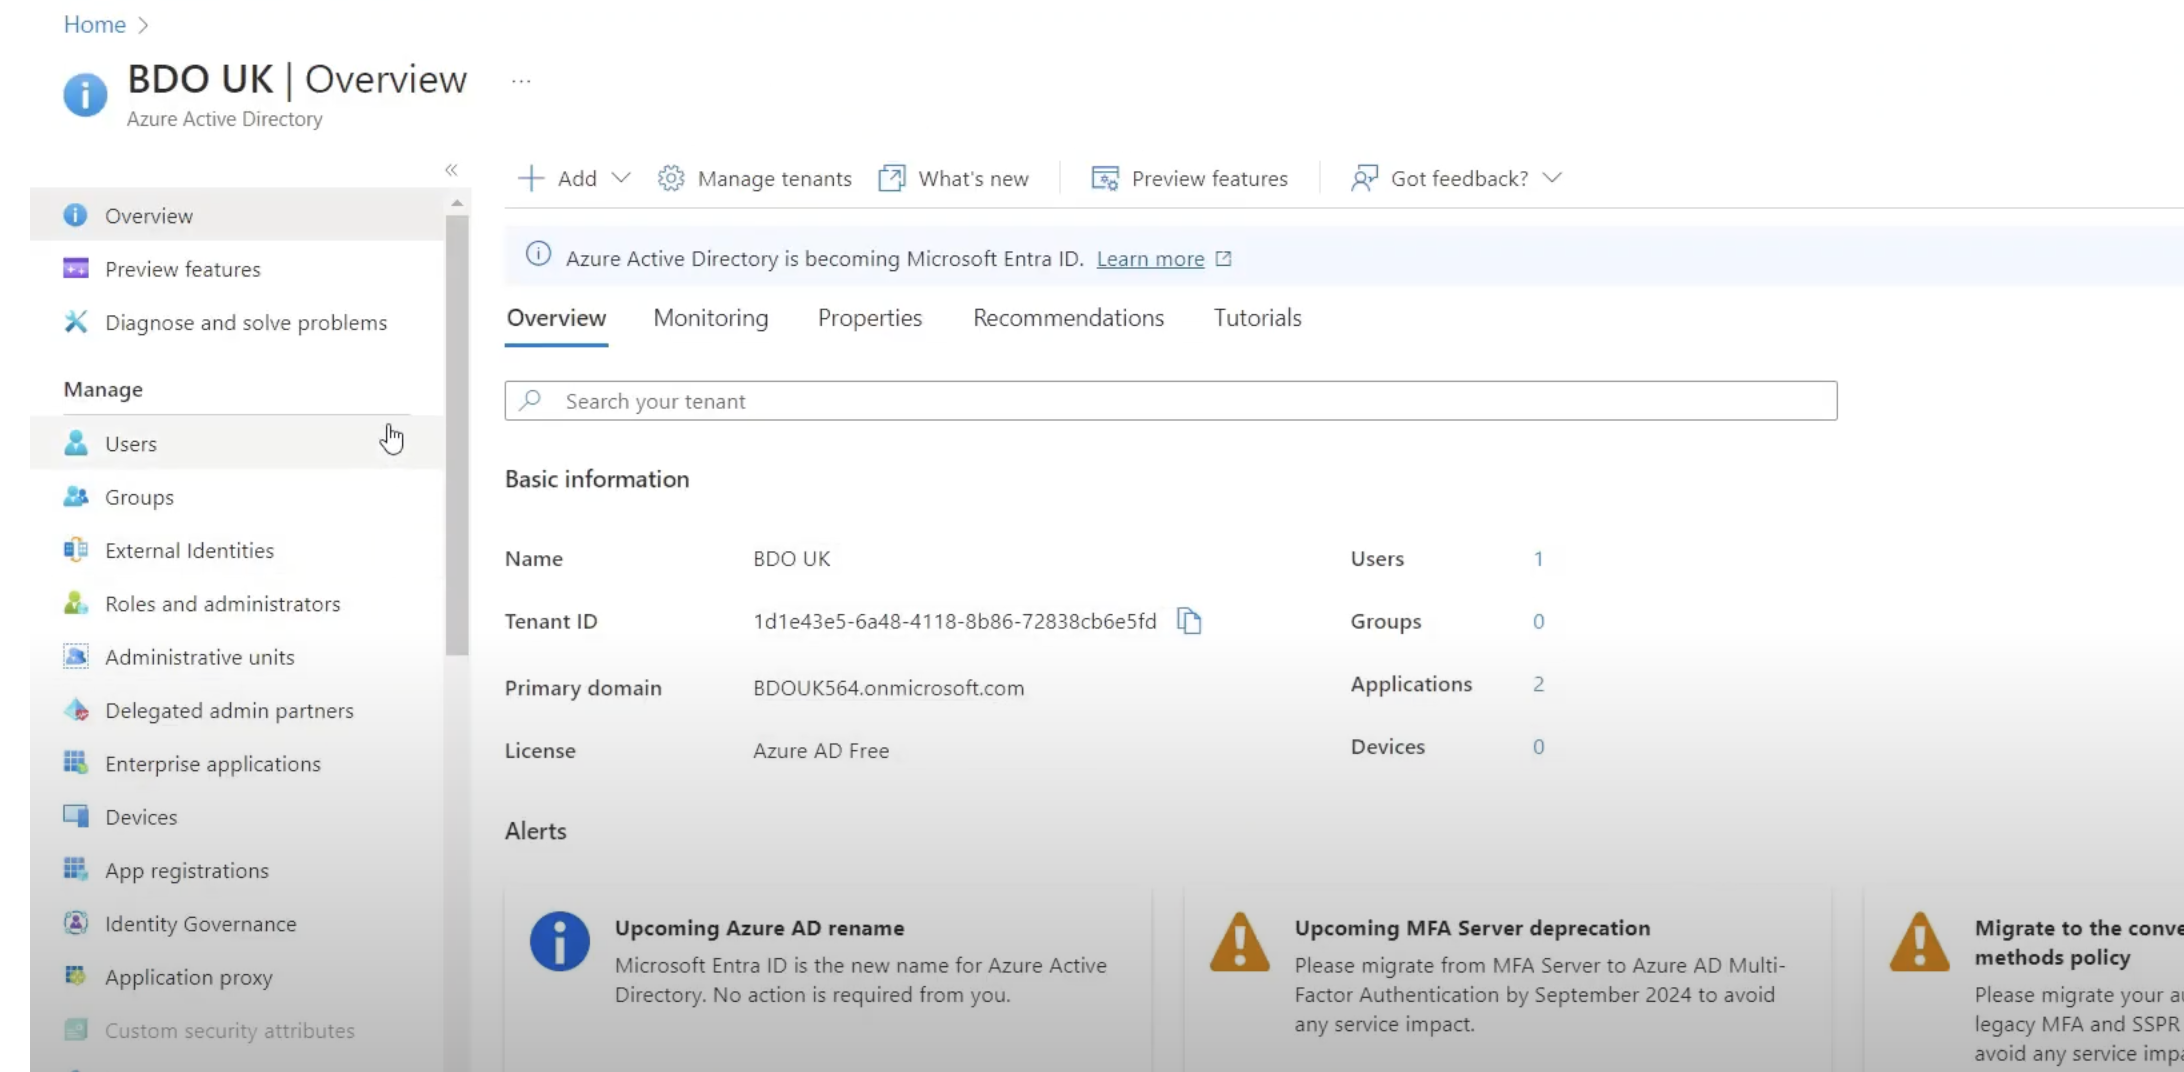 Home
BDO UK | Overview ...
Azure Active Directory
«
Overview
Preview features
Diagnose and solve problems
Manage
Users
Groups
External Identities
Roles and administrators
Administrative units
Delegated admin partners
Enterprise applications
Devices
App registrations
Identity Governance
Application proxy
Custom security attributes
Add
Manage tenants
What's new
Preview features
Got feedback?
Azure Active Directory is becoming Microsoft Entra ID. Learn more
Overview
Monitoring
Properties
Recommendations
Tutorials
Search your tenant
Basic information
Name BDO UK
Tenant ID 1d1e43e5-6a48-4118-8b86-72838cb6e5fd
Primary domain BDOUK564.onmicrosoft.com
License Azure AD Free
Users 1
Groups 0
Applications 2
Devices 0
Alerts
Upcoming Azure AD rename
Microsoft Entra ID is the new name for Azure Active
Directory. No action is required from you.
Upcoming MFA Server deprecation
Please migrate from MFA Server to Azure AD Multi-
Factor Authentication by September 2024 to avoid
any service impact.
Migrate to the conve
methods policy
Please migrate your a
legacy MFA and SSPR
avoid any service impa